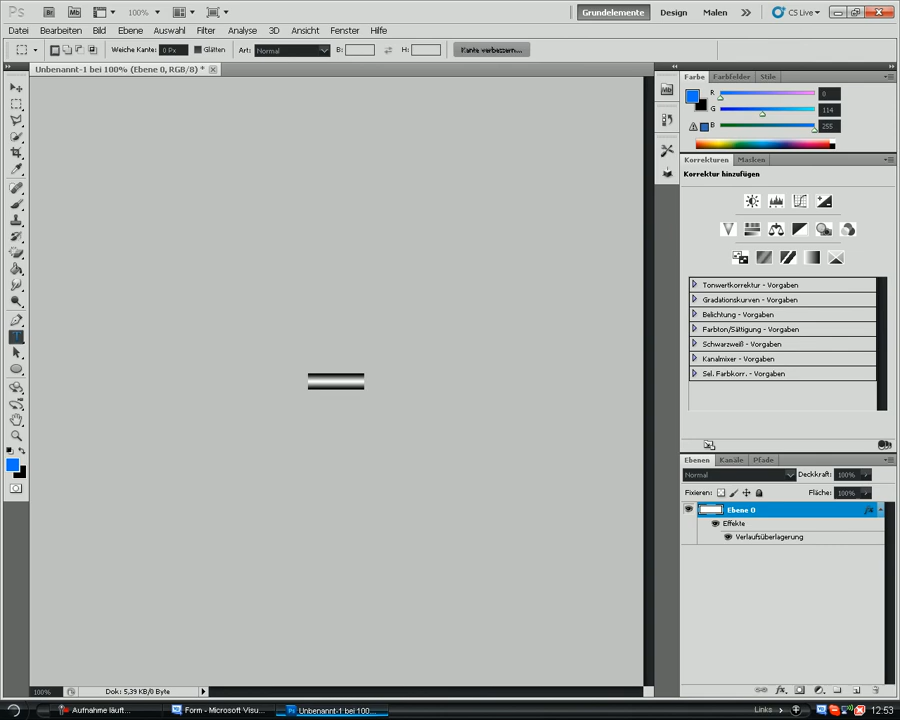 Ps Br Mb 100% Grundelemente Design Malen CS Live
Datei Bearbeiten Bild Ebene Auswahl Filter Analyse 3D Ansicht Fenster Hilfe
Weiche Kante: 0 Px Glätten Art: Normal B: H: Kante verbessern...
Unbenannt-1 bei 100% (Ebene 0, RGB/8) *
Farbe Farbfelder Stile
R 0
G 114
B 255
Korrekturen Masken
Korrektur hinzufügen
Tonwertkorrektur - Vorgaben
Gradationskurven - Vorgaben
Belichtung - Vorgaben
Farbton/Sättigung - Vorgaben
Schwarzweiß - Vorgaben
Kanalmixer - Vorgaben
Sel. Farbkorr. - Vorgaben
Ebenen Kanäle Pfade
Normal Deckkraft: 100%
Fixieren: Fläche: 100%
Ebene 0 fx
Effekte
Verlaufsüberlagerung
100% Dok: 5,39 KB/0 Byte
Aufnahme läuft... Form - Microsoft Visu... Unbenannt-1 bei 100... Links 12:53